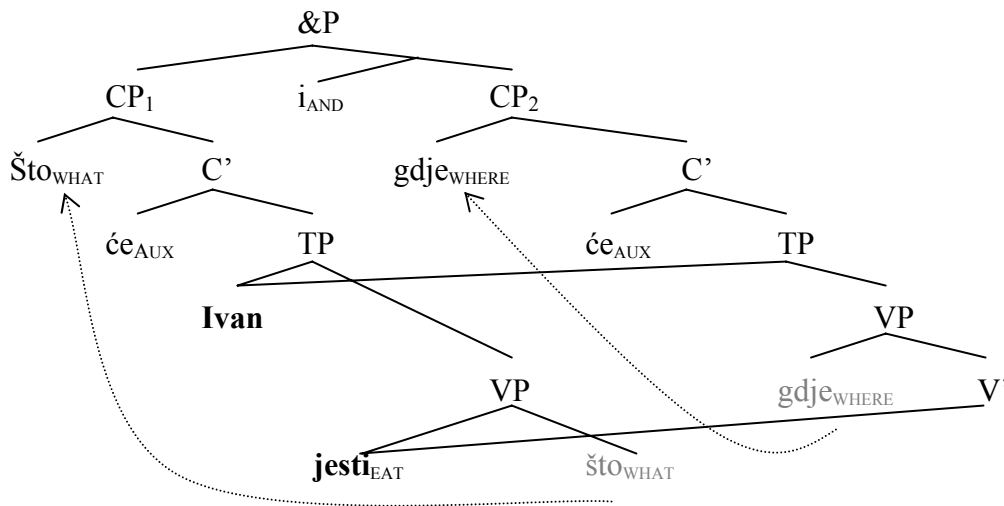 &P
CP₁ iAND CP₂
ŠtoWHAT C’ gdjeWHERE C’
ćeAUX TP ćeAUX TP
Ivan VP
VP gdjeWHERE V’
jestiEAT štoWHAT